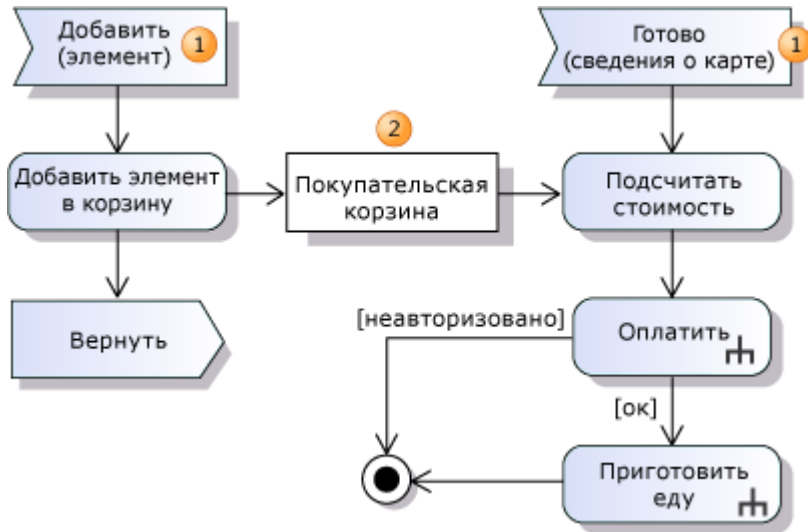 Добавить
(элемент)
1
Готово
(сведения о карте)
1
2
Добавить элемент
в корзину
Покупательская
корзина
Подсчитать
стоимость
Вернуть
[неавторизовано]
Оплатить
[ок]
Приготовить
еду